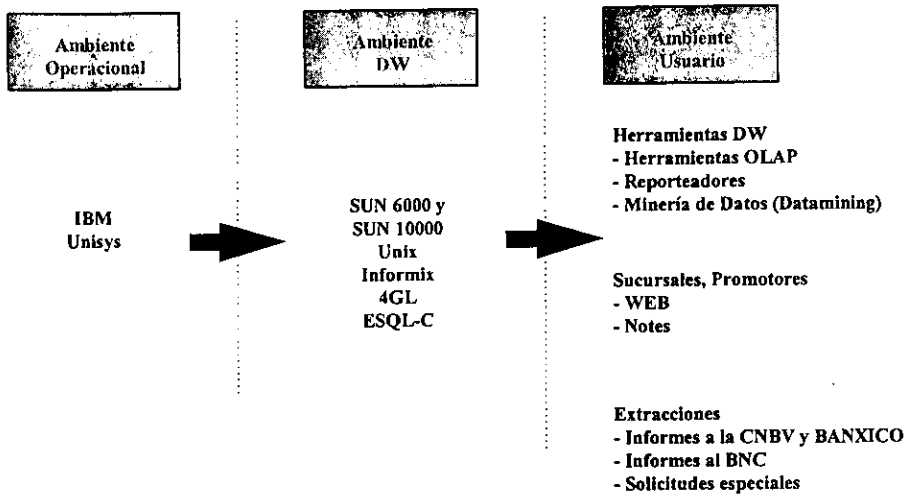 Ambiente
Operacional
Ambiente
DW
Ambiente
Usuario
IBM
Unisys
SUN 6000 y
SUN 10000
Unix
Informix
4GL
ESQL-C
Herramientas DW
- Herramientas OLAP
- Reporteadores
- Minería de Datos (Datamining)
Sucursales, Promotores
- WEB
- Notes
Extracciones
- Informes a la CNBV y BANXICO
- Informes al BNC
- Solicitudes especiales